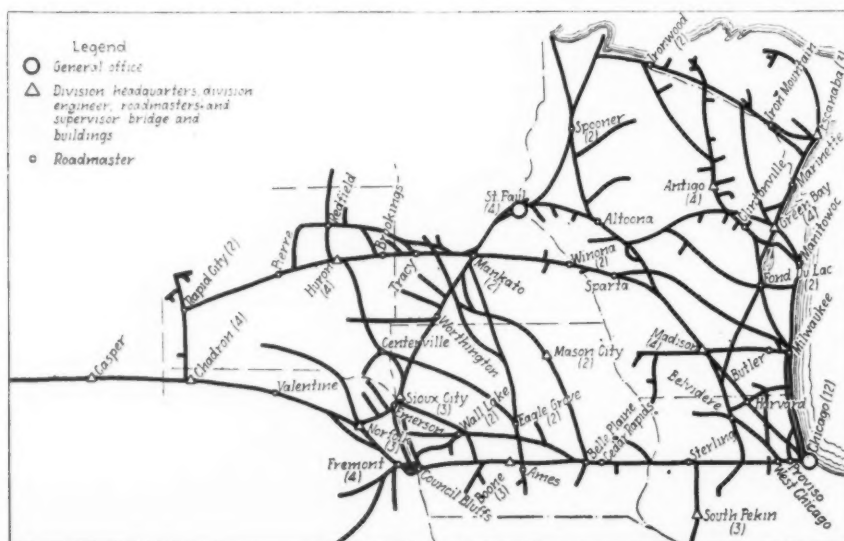 Legend
General office
Division headquarters, division
engineer, roadmasters and
supervisor bridge and
buildings
Roadmaster
Ironwood
(2)
Iron Mountain
Escanaba
Spooner
(2)
Marinette
Antigo
(4)
Clintonville
Green Bay
(4)
Manitowoc
St. Paul
(4)
Altoona
Redfield
Brookings
Pierre
Huron
(4)
Tracy
Mankato
(2)
Winona
(2)
Sparta
Fond
du Lac
(2)
Rapid City (2)
Milwaukee
Worthington
Madison
(4)
Butler
Casper
Chadron (4)
Centerville
Mason City
(2)
Valentine
Sioux City
(3)
Emerson
Wall Lake
(2)
Eagle Grove
(2)
Belle Plaine
Cedar Rapids
Belvidere
Harvard
Chicago (12)
Norfolk
(3)
Sterling
Proviso
West Chicago
Fremont
(4)
Council Bluffs
Boone
(3)
Ames
South Pekin
(3)